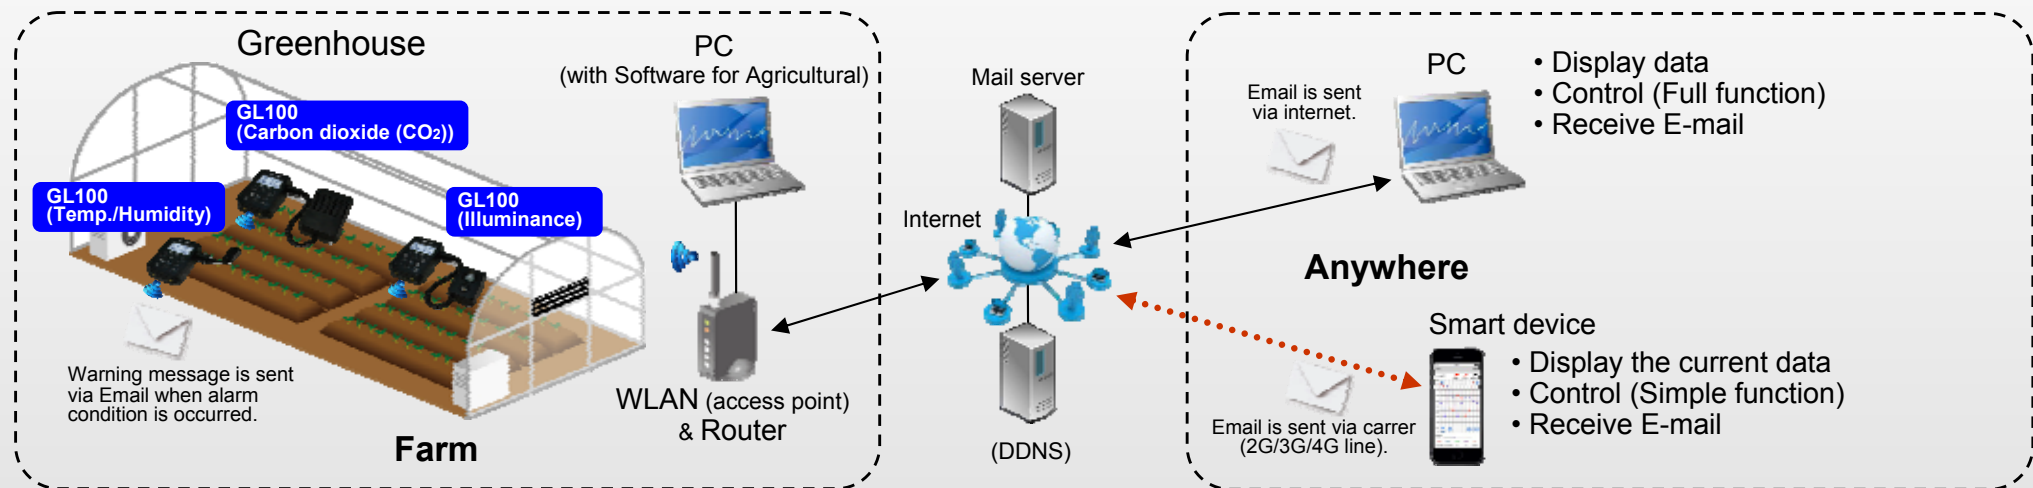 Greenhouse
GL100
(Carbon dioxide (CO2))
GL100
(Temp./Humidity)
GL100
(Illuminance)
Warning message is sent
via Email when alarm
condition is occurred.
Farm
PC
(with Software for Agricultural)
WLAN (access point)
& Router
Mail server
Internet
(DDNS)
Email is sent
via internet.
PC
• Display data
• Control (Full function)
• Receive E-mail
Anywhere
Smart device
• Display the current data
• Control (Simple function)
• Receive E-mail
Email is sent via carrer
(2G/3G/4G line).